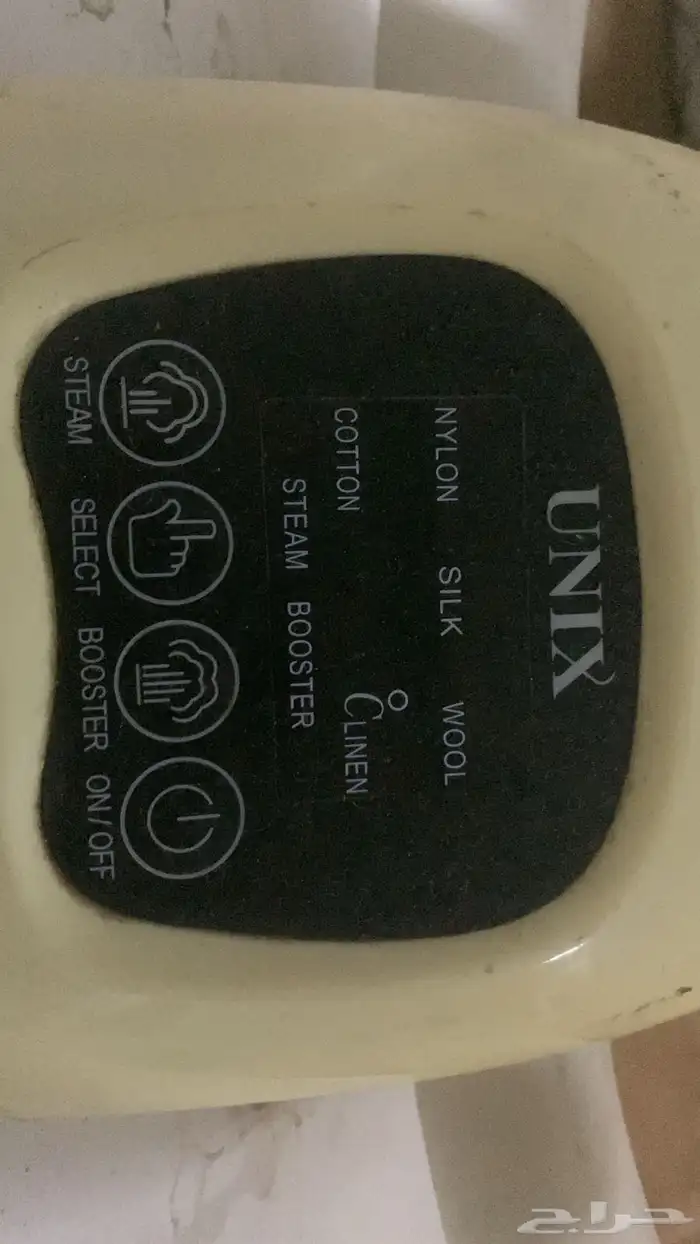 UNIX
NYLON SILK WOOL
COTTON °C LINEN
STEAM BOOSTER
STEAM SELECT BOOSTER ON/OFF
حراج